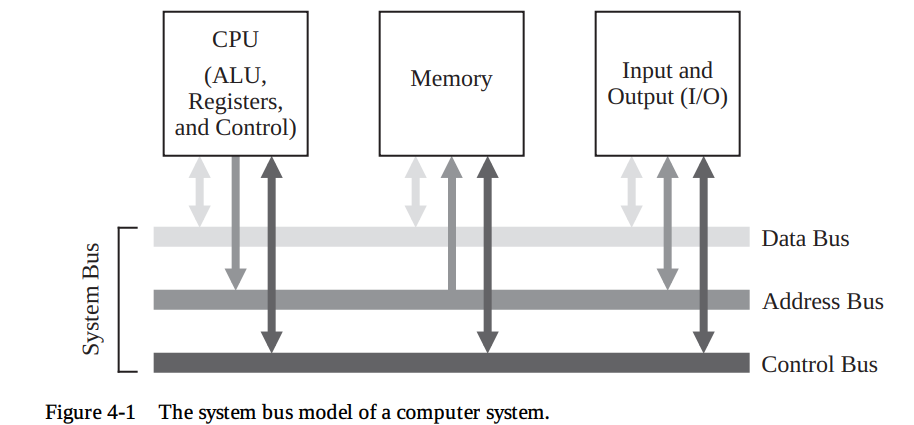 CPU
(ALU,
Registers,
and Control)
Memory
Input and
Output (I/O)
System Bus
Data Bus
Address Bus
Control Bus
Figure 4-1 The system bus model of a computer system.